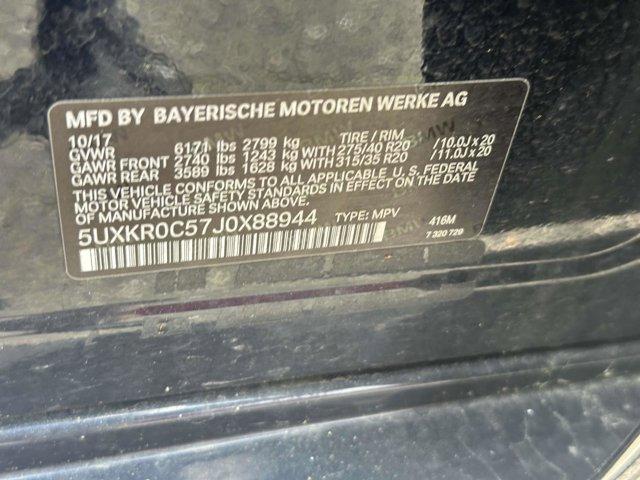 MFD BY BAYERISCHE MOTOREN WERKE AG
10/17 TIRE / RIM
GVWR 6171 lbs 2799 kg
GAWR FRONT 2740 lbs 1243 kg WITH 275/40 R20 /10.0J x 20
GAWR REAR 3589 lbs 1628 kg WITH 315/35 R20 /11.0J x 20
THIS VEHICLE CONFORMS TO ALL APPLICABLE U. S. FEDERAL
MOTOR VEHICLE SAFETY STANDARDS IN EFFECT ON THE DATE
OF MANUFACTURE SHOWN ABOVE.
5UXKR0C57J0X88944 TYPE: MPV 416M
7 320 729